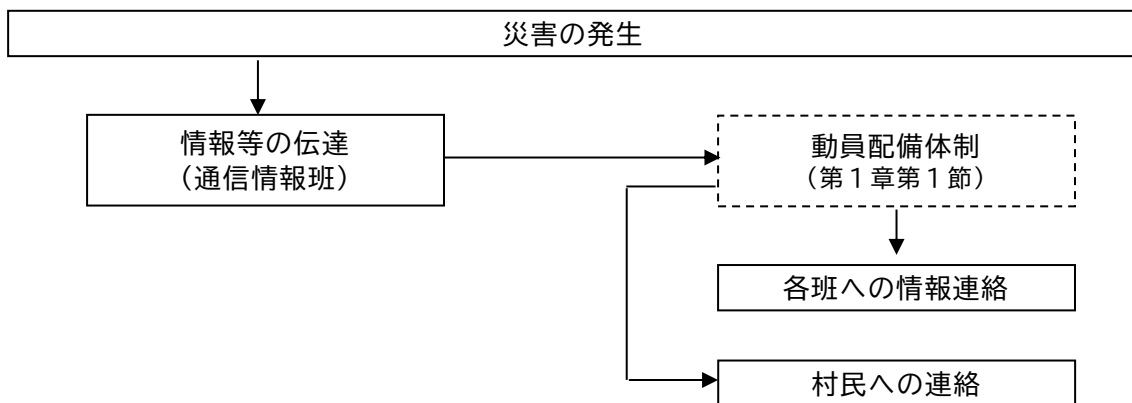 災害の発生
情報等の伝達
（通信情報班）
動員配備体制
（第１章第１節）
各班への情報連絡
村民への連絡